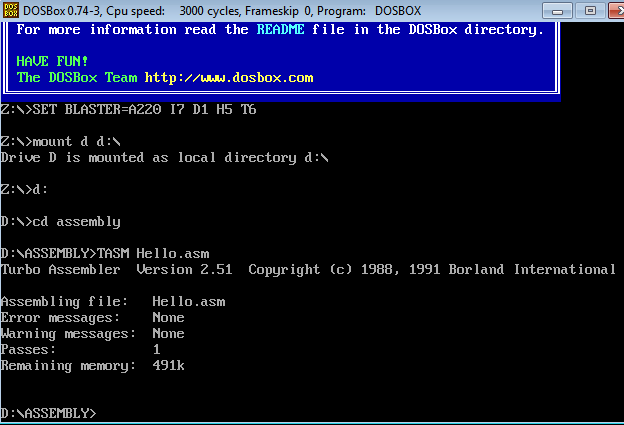 DOS BOX
DOSBox 0.74-3, Cpu speed:    3000 cycles, Frameskip  0, Program:   DOSBOX
For more information read the README file in the DOSBox directory.
HAVE FUN!
The DOSBox Team http://www.dosbox.com
Z:\>SET BLASTER=A220 I7 D1 H5 T6
Z:\>mount d d:\
Drive D is mounted as local directory d:\
Z:\>d:
D:\>cd assembly
D:\ASSEMBLY>TASM Hello.asm
Turbo Assembler  Version 2.51  Copyright (c) 1988, 1991 Borland International
Assembling file:   Hello.asm
Error messages:    None
Warning messages:  None
Passes:            1
Remaining memory:  491k
D:\ASSEMBLY>